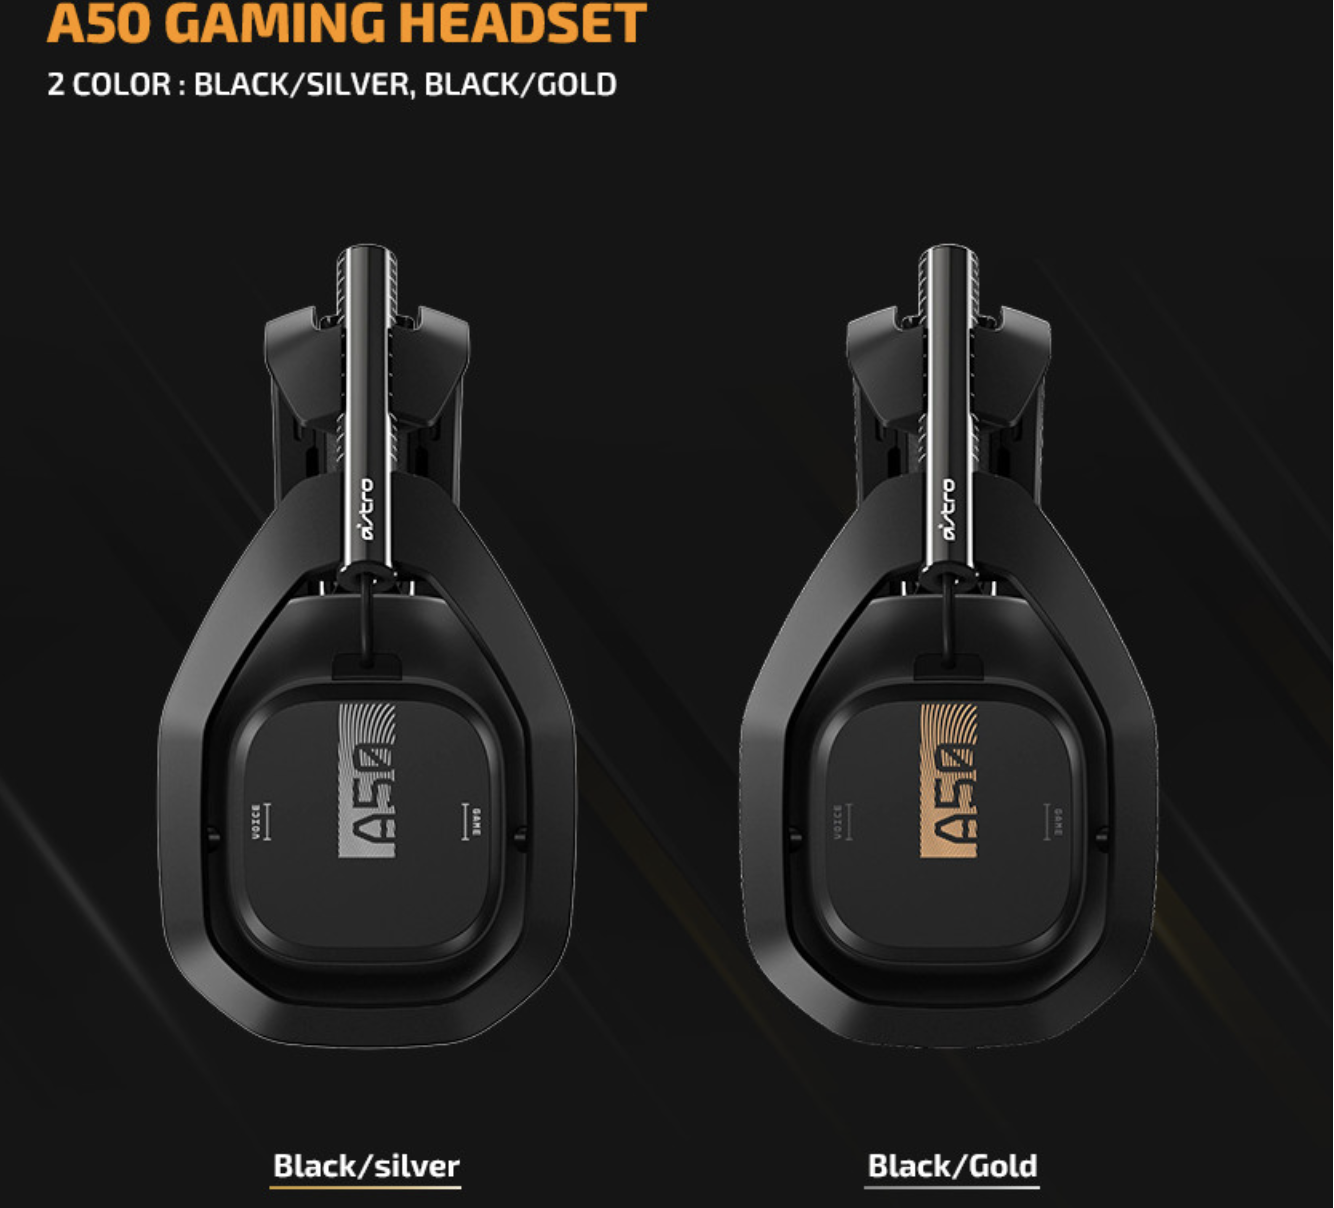 A50 GAMING HEADSET
2 COLOR : BLACK/SILVER, BLACK/GOLD
astro
astro
A50
VOICE
GAME
A50
VOICE
GAME
Black/silver
Black/Gold